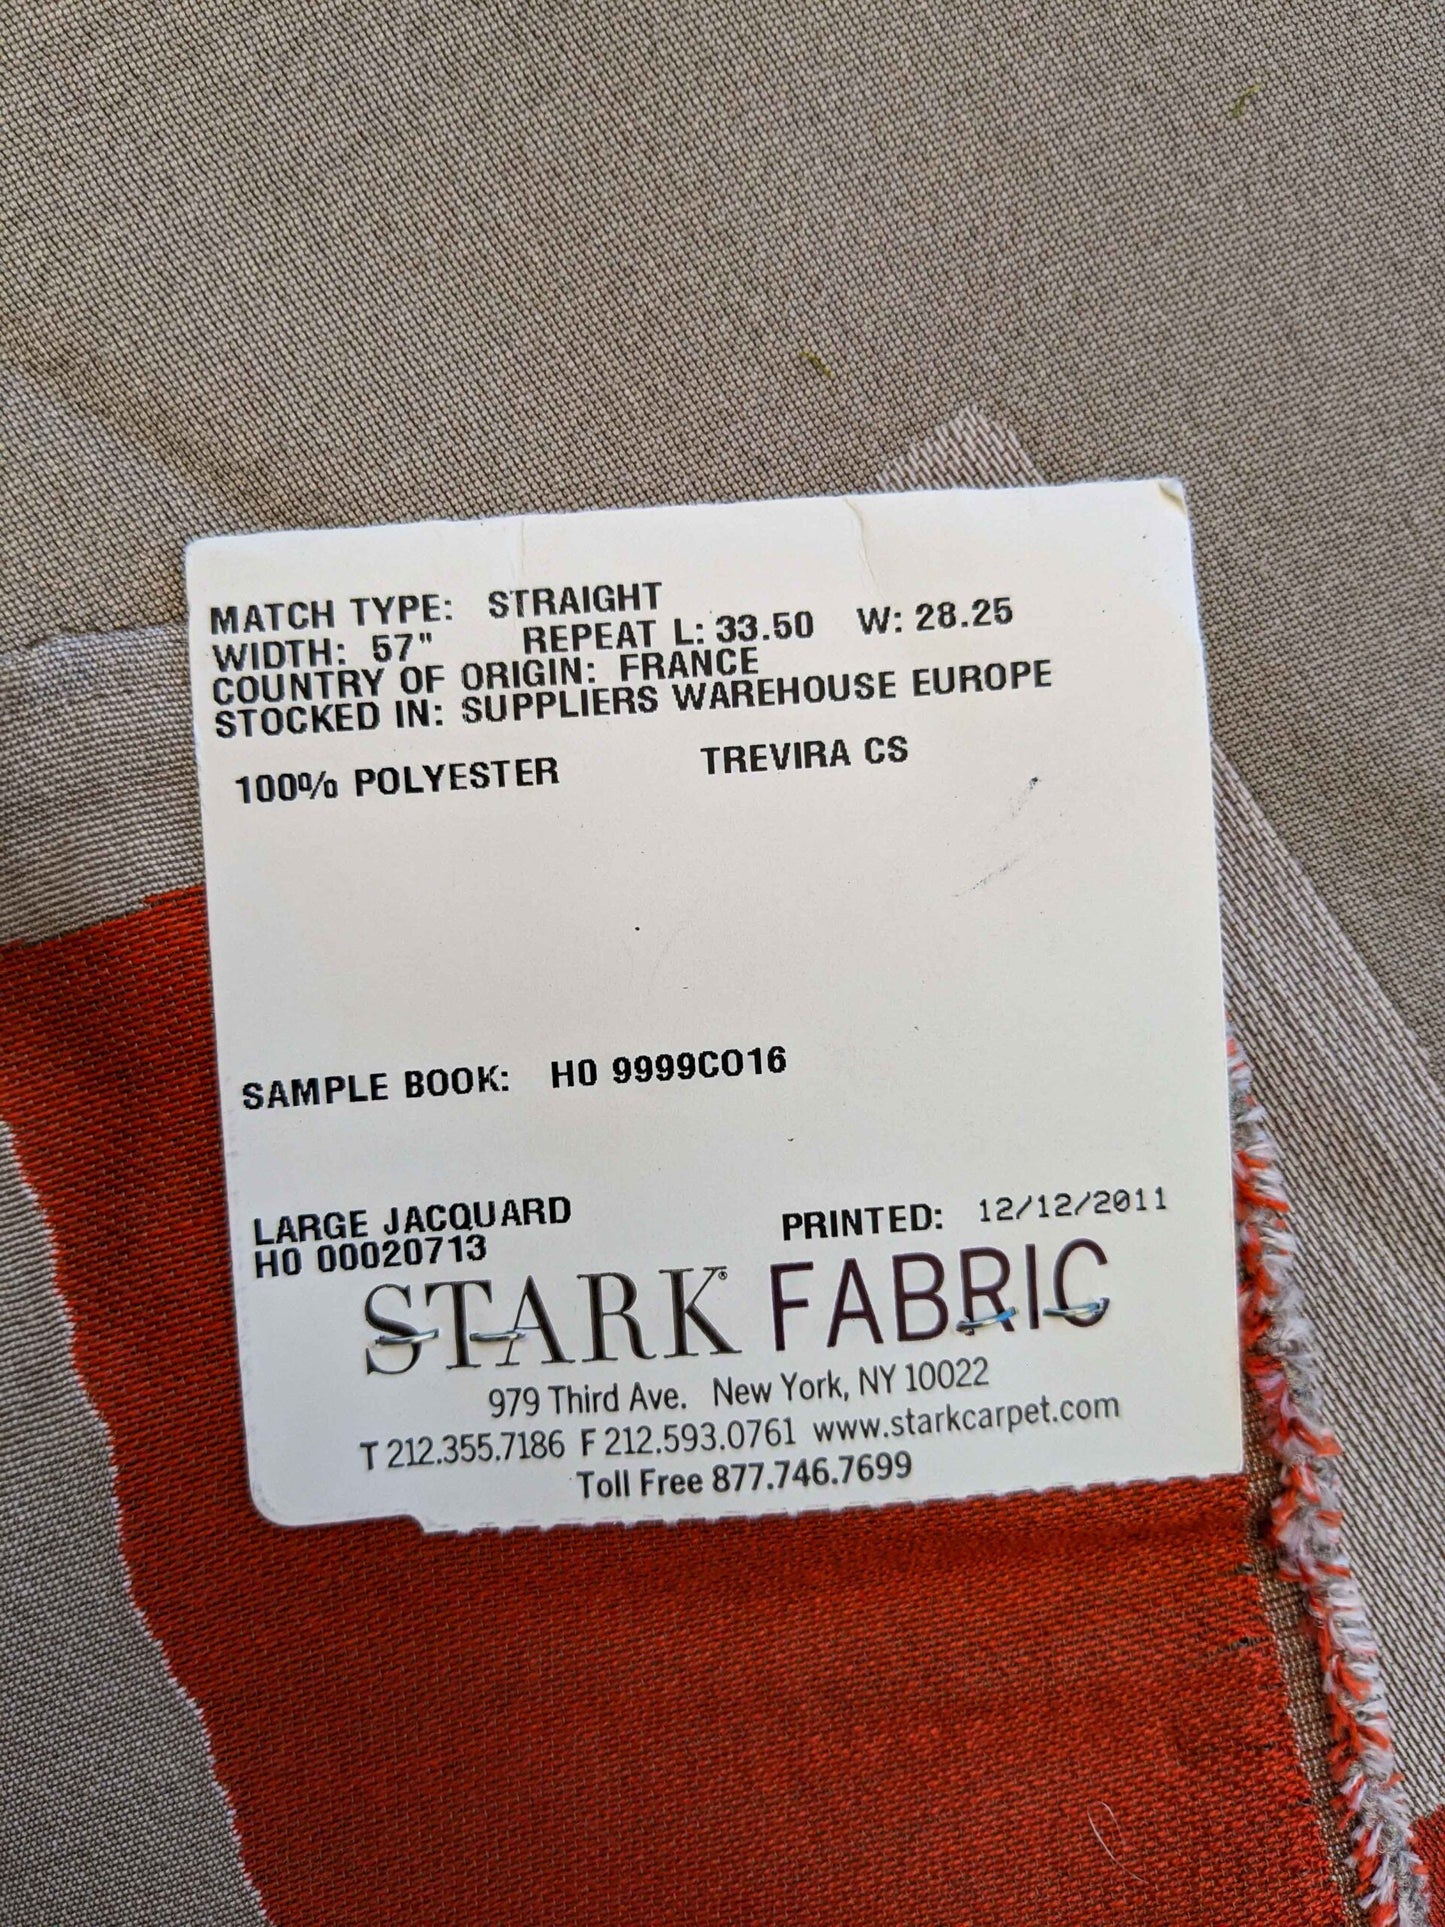 MATCH TYPE: STRAIGHT
WIDTH: 57" REPEAT L: 33.50 W: 28.25
COUNTRY OF ORIGIN: FRANCE
STOCKED IN: SUPPLIERS WAREHOUSE EUROPE
100% POLYESTER TREVIRA CS
SAMPLE BOOK: H0 9999CO16
LARGE JACQUARD PRINTED: 12/12/2011
H0 00020713
STARK® FABRIC
979 Third Ave. New York, NY 10022
T 212.355.7186 F 212.593.0761 www.starkcarpet.com
Toll Free 877.746.7699